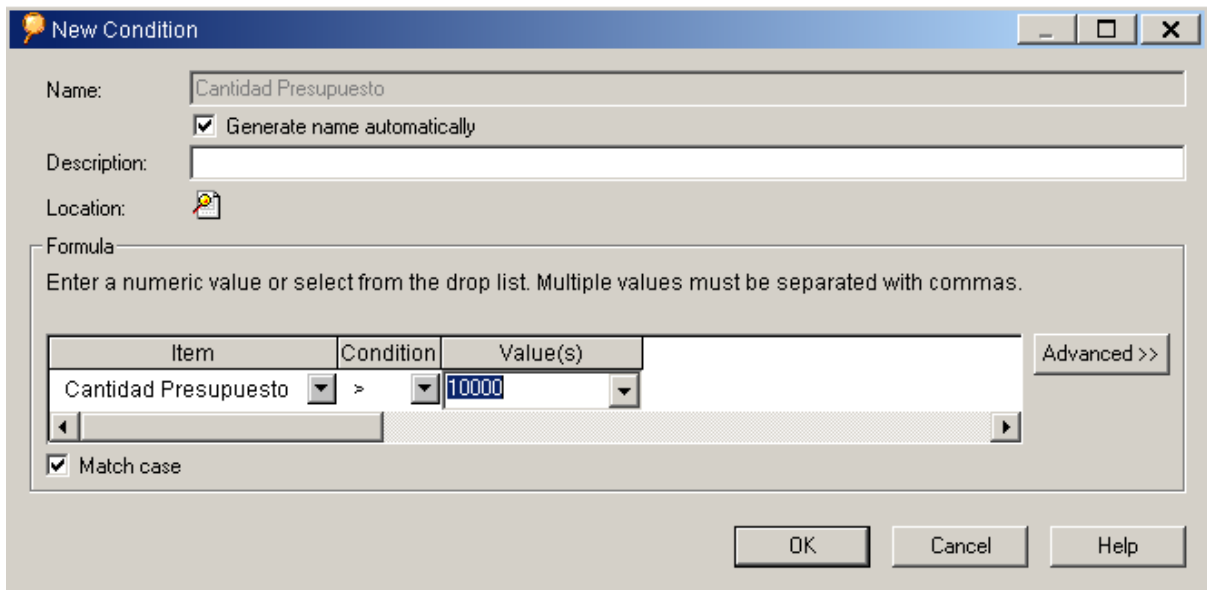 New Condition
Name: Cantidad Presupuesto
Generate name automatically
Description:
Location:
Formula
Enter a numeric value or select from the drop list. Multiple values must be separated with commas.
Item Condition Value(s) Advanced >>
Cantidad Presupuesto > 10000
Match case
OK Cancel Help